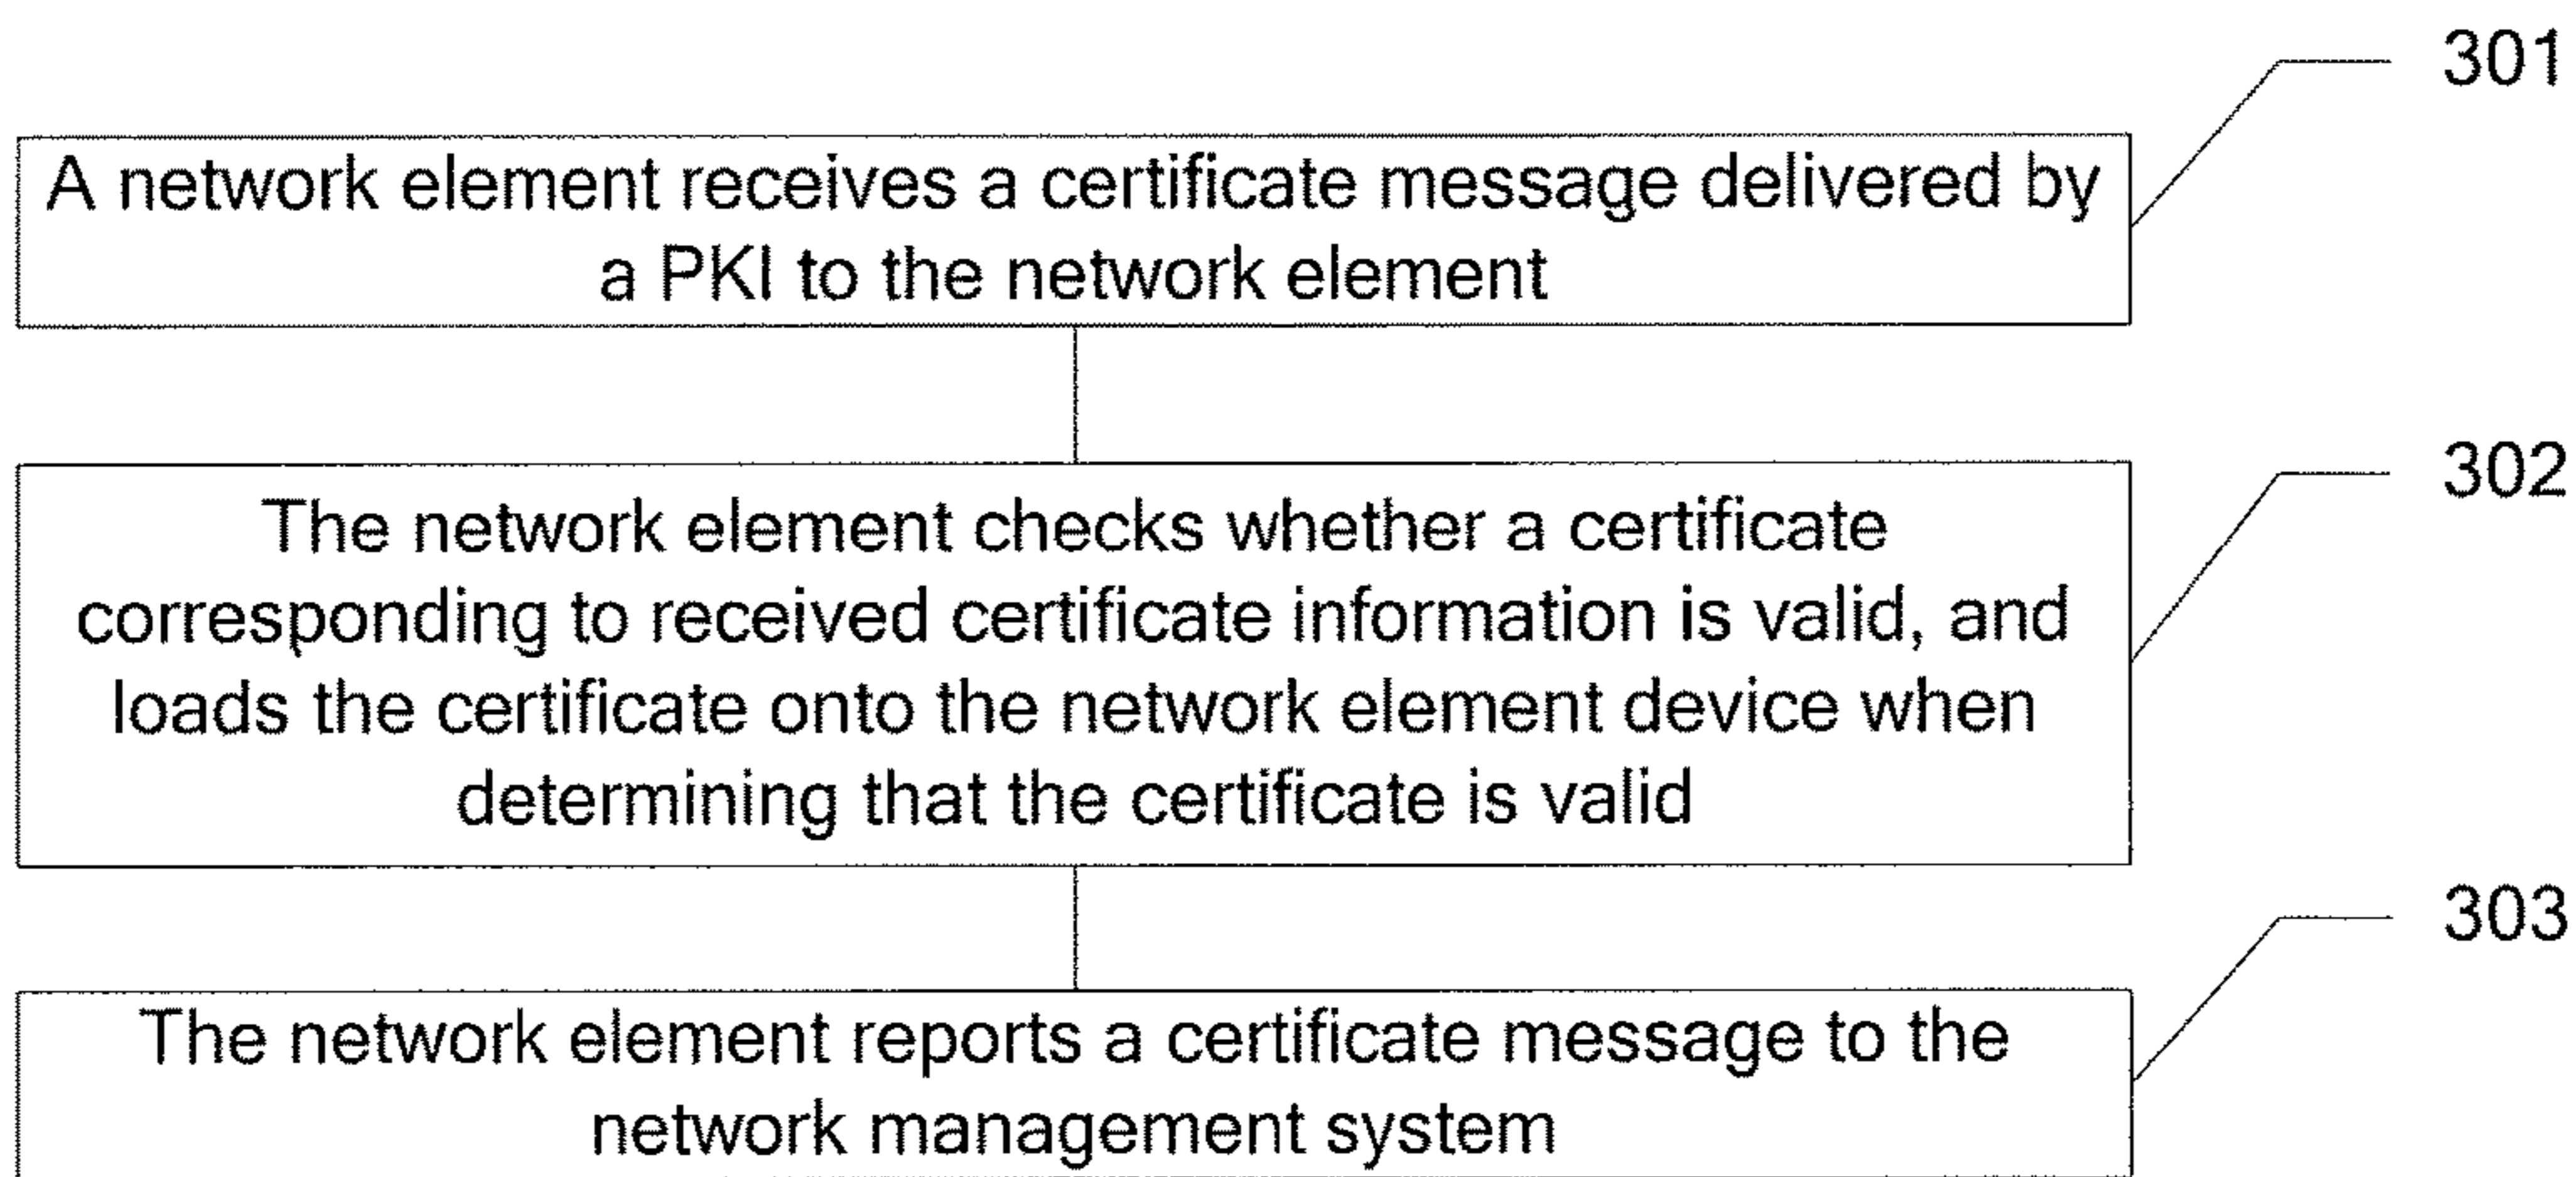 301
A network element receives a certificate message delivered by
a PKI to the network element
302
The network element checks whether a certificate
corresponding to received certificate information is valid, and
loads the certificate onto the network element device when
determining that the certificate is valid
303
The network element reports a certificate message to the
network management system